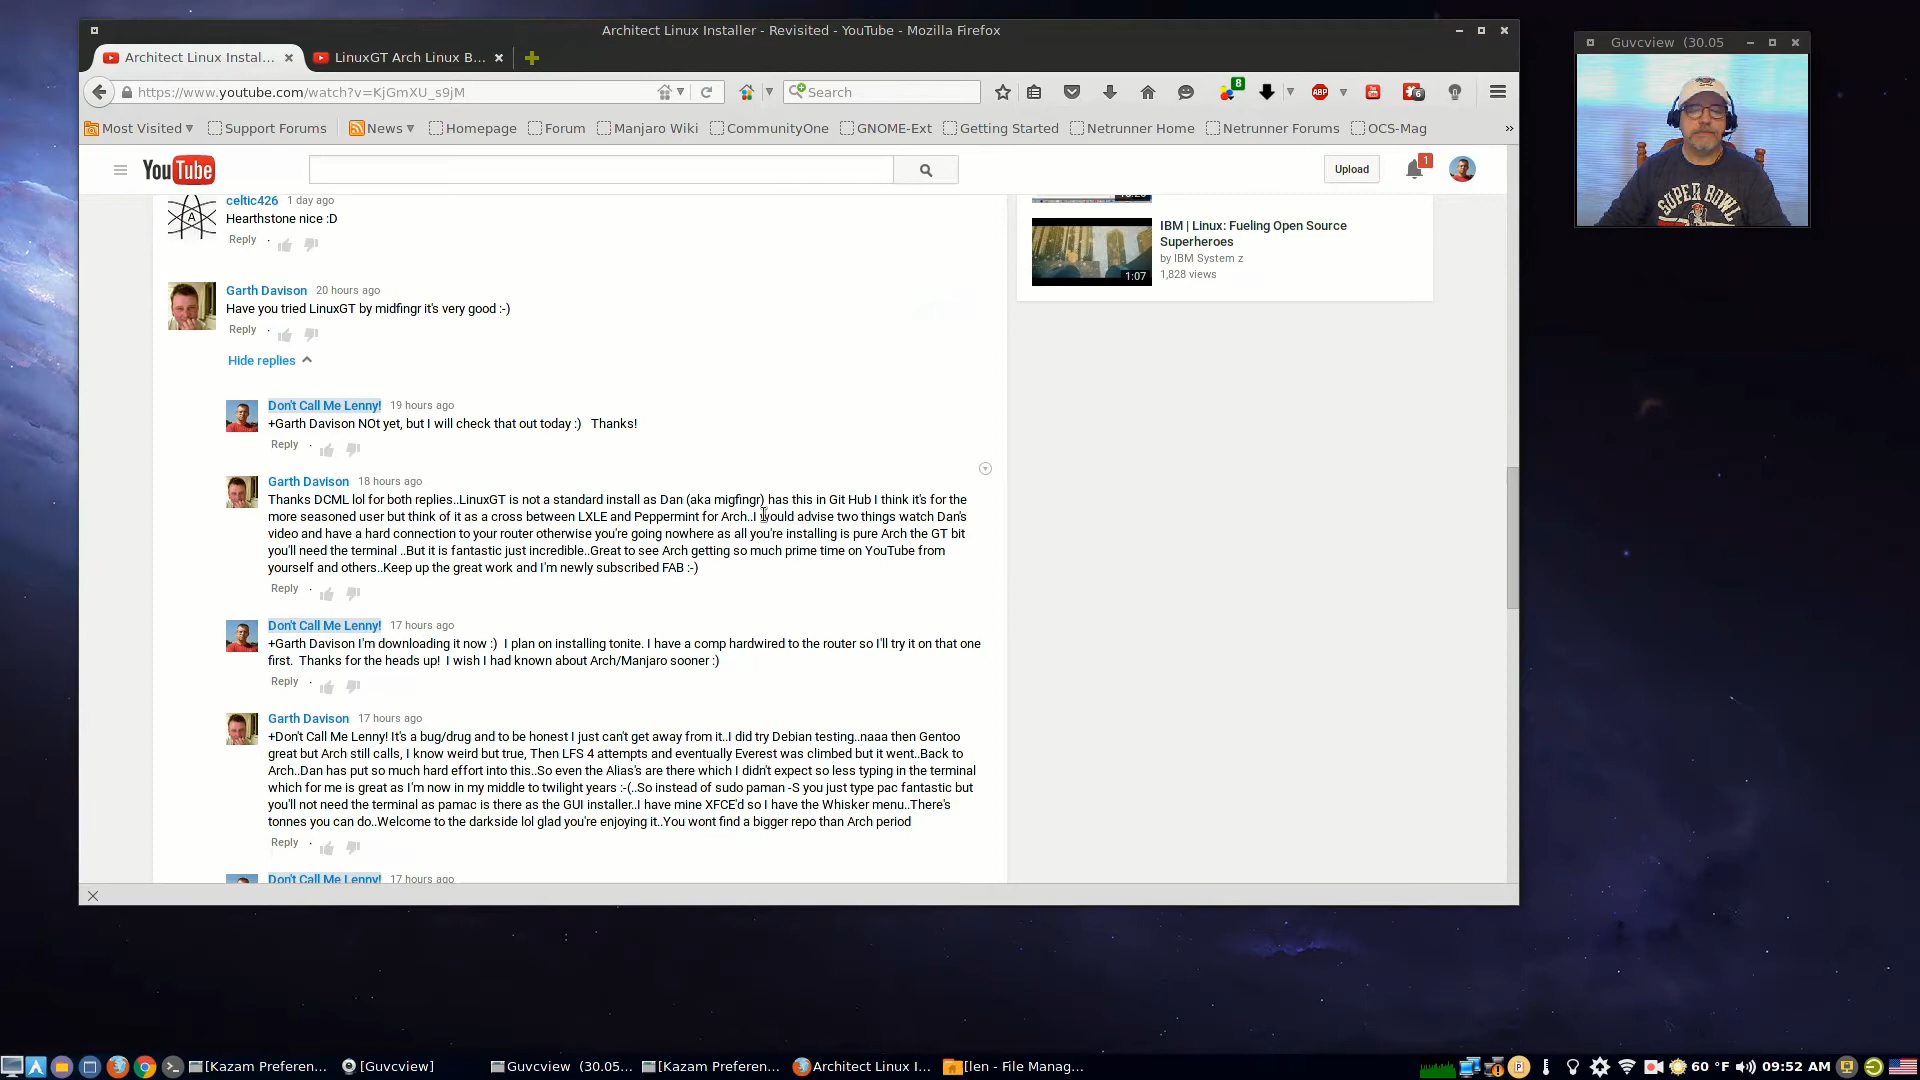 Architect Linux Installer - Revisited - YouTube - Mozilla Firefox
Guvcview (30.05
Architect Linux Instal...
LinuxGT Arch Linux B...
https://www.youtube.com/watch?v=KjGmXU_s9jM
Search
8
ABP
6
Most Visited
Support Forums
News
Homepage
Forum
Manjaro Wiki
CommunityOne
GNOME-Ext
Getting Started
Netrunner Home
Netrunner Forums
OCS-Mag
YouTube
Upload
1
SUPER BOWL
celtic426 1 day ago
Hearthstone nice :D
Reply
IBM | Linux: Fueling Open Source
Superheroes
by IBM System z
1,828 views
1:07
Garth Davison 20 hours ago
Have you tried LinuxGT by midfingr it's very good :-)
Reply
Hide replies
Don't Call Me Lenny! 19 hours ago
+Garth Davison NOt yet, but I will check that out today :) Thanks!
Reply
Garth Davison 18 hours ago
Thanks DCML lol for both replies..LinuxGT is not a standard install as Dan (aka migfingr) has this in Git Hub I think it's for the
more seasoned user but think of it as a cross between LXLE and Peppermint for Arch..I would advise two things watch Dan's
video and have a hard connection to your router otherwise you're going nowhere as all you're installing is pure Arch the GT bit
you'll need the terminal ..But it is fantastic just incredible..Great to see Arch getting so much prime time on YouTube from
yourself and others..Keep up the great work and I'm newly subscribed FAB :-)
Reply
Don't Call Me Lenny! 17 hours ago
+Garth Davison I'm downloading it now :) I plan on installing tonite. I have a comp hardwired to the router so I'll try it on that one
first. Thanks for the heads up! I wish I had known about Arch/Manjaro sooner :)
Reply
Garth Davison 17 hours ago
+Don't Call Me Lenny! It's a bug/drug and to be honest I just can't get away from it..I did try Debian testing..naaa then Gentoo
great but Arch still calls, I know weird but true, Then LFS 4 attempts and eventually Everest was climbed but it went..Back to
Arch..Dan has put so much hard effort into this..So even the Alias's are there which I didn't expect so less typing in the terminal
which for me is great as I'm now in my middle to twilight years :-(..So instead of sudo paman -S you just type pac fantastic but
you'll not need the terminal as pamac is there as the GUI installer..I have mine XFCE'd so I have the Whisker menu..There's
tonnes you can do..Welcome to the darkside lol glad you're enjoying it..You wont find a bigger repo than Arch period
Reply
Don't Call Me Lenny! 17 hours ago
[Kazam Preferen...
[Guvcview]
Guvcview (30.05...
[Kazam Preferen...
Architect Linux I...
[len - File Manag...
60 °F
09:52 AM